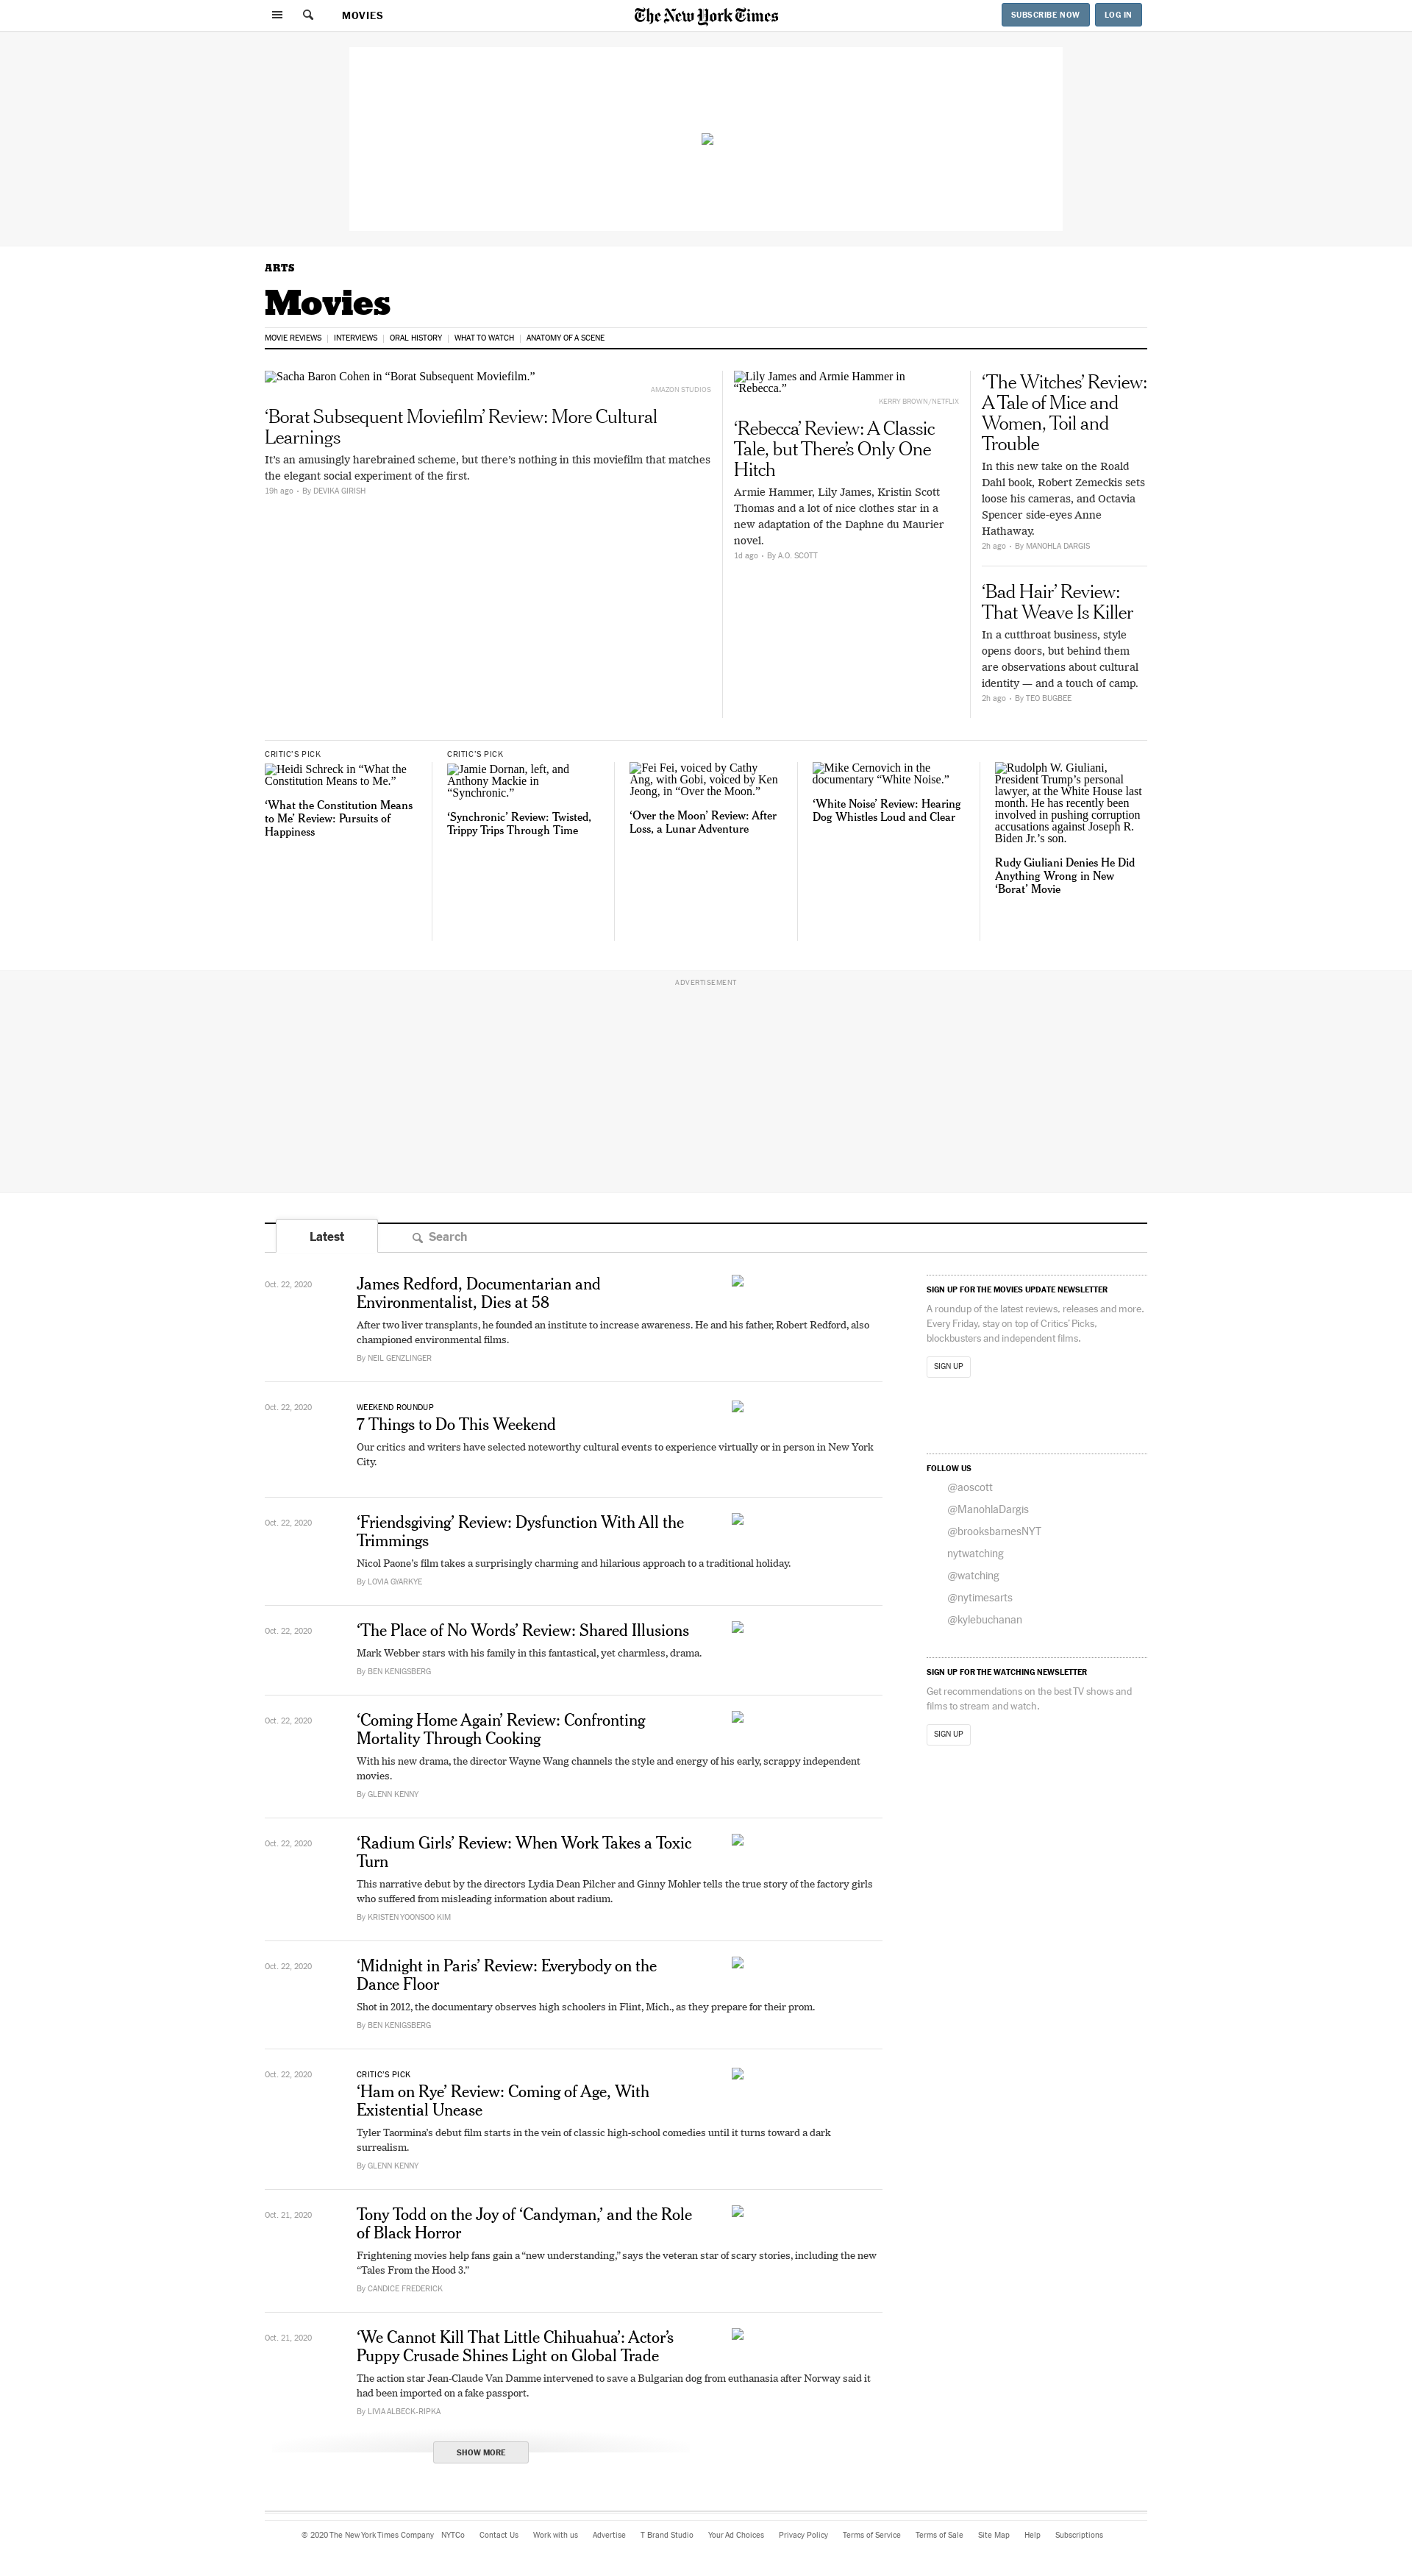 MOVIES
The New York Times
SUBSCRIBE NOW
LOG IN
ARTS
Movies
MOVIE REVIEWS
INTERVIEWS
ORAL HISTORY
WHAT TO WATCH
ANATOMY OF A SCENE
Sacha Baron Cohen in “Borat Subsequent Moviefilm.”
AMAZON STUDIOS
‘Borat Subsequent Moviefilm’ Review: More Cultural
Learnings
It’s an amusingly harebrained scheme, but there’s nothing in this moviefilm that matches
the elegant social experiment of the first.
19h ago • By DEVIKA GIRISH
Lily James and Armie Hammer in
“Rebecca.”
KERRY BROWN/NETFLIX
‘Rebecca’ Review: A Classic
Tale, but There’s Only One
Hitch
Armie Hammer, Lily James, Kristin Scott
Thomas and a lot of nice clothes star in a
new adaptation of the Daphne du Maurier
novel.
1d ago • By A.O. SCOTT
‘The Witches’ Review:
A Tale of Mice and
Women, Toil and
Trouble
In this new take on the Roald
Dahl book, Robert Zemeckis sets
loose his cameras, and Octavia
Spencer side-eyes Anne
Hathaway.
2h ago • By MANOHLA DARGIS
‘Bad Hair’ Review:
That Weave Is Killer
In a cutthroat business, style
opens doors, but behind them
are observations about cultural
identity — and a touch of camp.
2h ago • By TEO BUGBEE
CRITIC’S PICK
Heidi Schreck in “What the
Constitution Means to Me.”
‘What the Constitution Means
to Me’ Review: Pursuits of
Happiness
CRITIC’S PICK
Jamie Dornan, left, and
Anthony Mackie in
“Synchronic.”
‘Synchronic’ Review: Twisted,
Trippy Trips Through Time
Fei Fei, voiced by Cathy
Ang, with Gobi, voiced by Ken
Jeong, in “Over the Moon.”
‘Over the Moon’ Review: After
Loss, a Lunar Adventure
Mike Cernovich in the
documentary “White Noise.”
‘White Noise’ Review: Hearing
Dog Whistles Loud and Clear
Rudolph W. Giuliani,
President Trump’s personal
lawyer, at the White House last
month. He has recently been
involved in pushing corruption
accusations against Joseph R.
Biden Jr.’s son.
Rudy Giuliani Denies He Did
Anything Wrong in New
‘Borat’ Movie
ADVERTISEMENT
Latest
Search
Oct. 22, 2020
James Redford, Documentarian and
Environmentalist, Dies at 58
After two liver transplants, he founded an institute to increase awareness. He and his father, Robert Redford, also
championed environmental films.
By NEIL GENZLINGER
Oct. 22, 2020
WEEKEND ROUNDUP
7 Things to Do This Weekend
Our critics and writers have selected noteworthy cultural events to experience virtually or in person in New York
City.
Oct. 22, 2020
‘Friendsgiving’ Review: Dysfunction With All the
Trimmings
Nicol Paone’s film takes a surprisingly charming and hilarious approach to a traditional holiday.
By LOVIA GYARKYE
Oct. 22, 2020
‘The Place of No Words’ Review: Shared Illusions
Mark Webber stars with his family in this fantastical, yet charmless, drama.
By BEN KENIGSBERG
Oct. 22, 2020
‘Coming Home Again’ Review: Confronting
Mortality Through Cooking
With his new drama, the director Wayne Wang channels the style and energy of his early, scrappy independent
movies.
By GLENN KENNY
Oct. 22, 2020
‘Radium Girls’ Review: When Work Takes a Toxic
Turn
This narrative debut by the directors Lydia Dean Pilcher and Ginny Mohler tells the true story of the factory girls
who suffered from misleading information about radium.
By KRISTEN YOONSOO KIM
Oct. 22, 2020
‘Midnight in Paris’ Review: Everybody on the
Dance Floor
Shot in 2012, the documentary observes high schoolers in Flint, Mich., as they prepare for their prom.
By BEN KENIGSBERG
Oct. 22, 2020
CRITIC’S PICK
‘Ham on Rye’ Review: Coming of Age, With
Existential Unease
Tyler Taormina’s debut film starts in the vein of classic high-school comedies until it turns toward a dark
surrealism.
By GLENN KENNY
Oct. 21, 2020
Tony Todd on the Joy of ‘Candyman,’ and the Role
of Black Horror
Frightening movies help fans gain a “new understanding,” says the veteran star of scary stories, including the new
“Tales From the Hood 3.”
By CANDICE FREDERICK
Oct. 21, 2020
‘We Cannot Kill That Little Chihuahua’: Actor’s
Puppy Crusade Shines Light on Global Trade
The action star Jean-Claude Van Damme intervened to save a Bulgarian dog from euthanasia after Norway said it
had been imported on a fake passport.
By LIVIA ALBECK-RIPKA
SHOW MORE
SIGN UP FOR THE MOVIES UPDATE NEWSLETTER
A roundup of the latest reviews, releases and more.
Every Friday, stay on top of Critics’ Picks,
blockbusters and independent films.
SIGN UP
FOLLOW US
@aoscott
@ManohlaDargis
@brooksbarnesNYT
nytwatching
@watching
@nytimesarts
@kylebuchanan
SIGN UP FOR THE WATCHING NEWSLETTER
Get recommendations on the best TV shows and
films to stream and watch.
SIGN UP
© 2020 The New York Times Company
NYTCo
Contact Us
Work with us
Advertise
T Brand Studio
Your Ad Choices
Privacy Policy
Terms of Service
Terms of Sale
Site Map
Help
Subscriptions